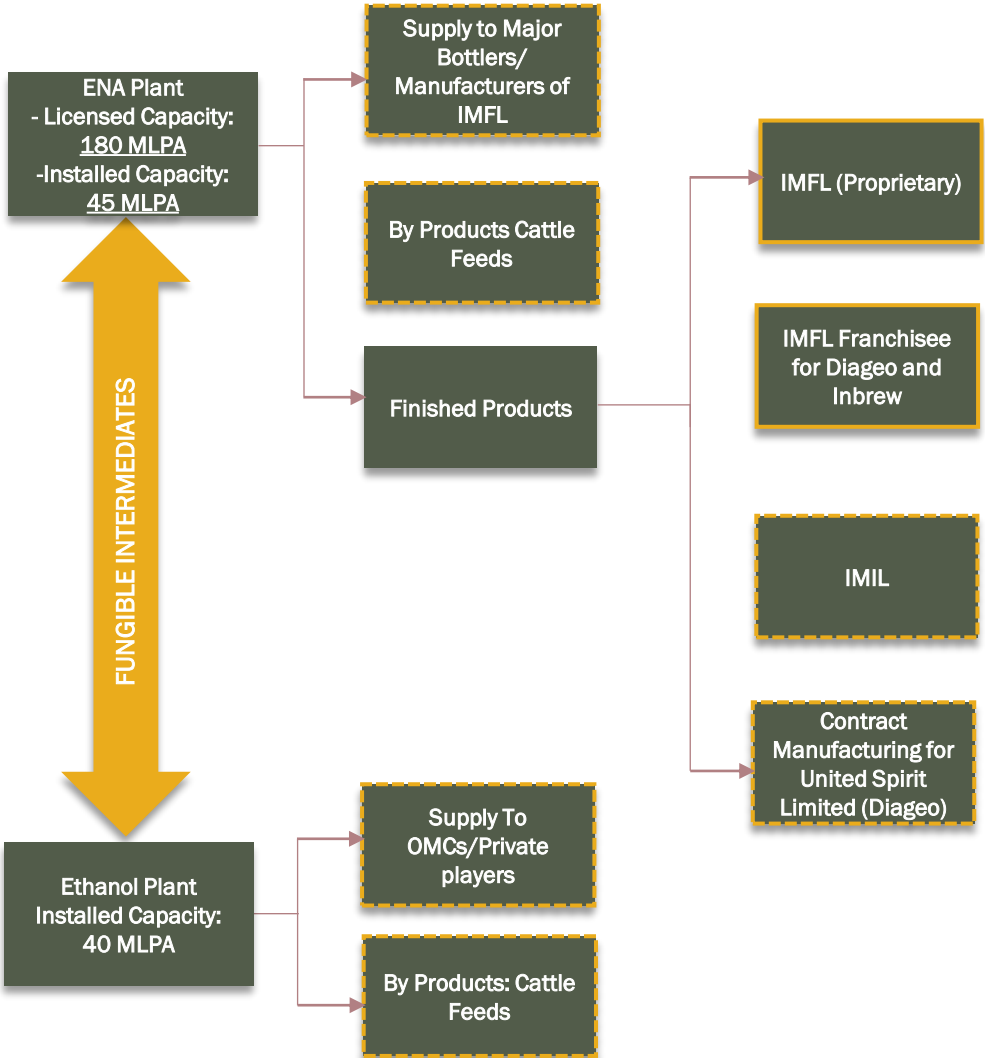 ENA Plant
- Licensed Capacity:
180 MLPA
-Installed Capacity:
45 MLPA
Supply to Major
Bottlers/
Manufacturers of
IMFL
By Products Cattle
Feeds
Finished Products
IMFL (Proprietary)
IMFL Franchisee
for Diageo and
Inbrew
IMIL
Contract
Manufacturing for
United Spirit
Limited (Diageo)
FUNGIBLE INTERMEDIATES
Ethanol Plant
Installed Capacity:
40 MLPA
Supply To
OMCs/Private
players
By Products: Cattle
Feeds